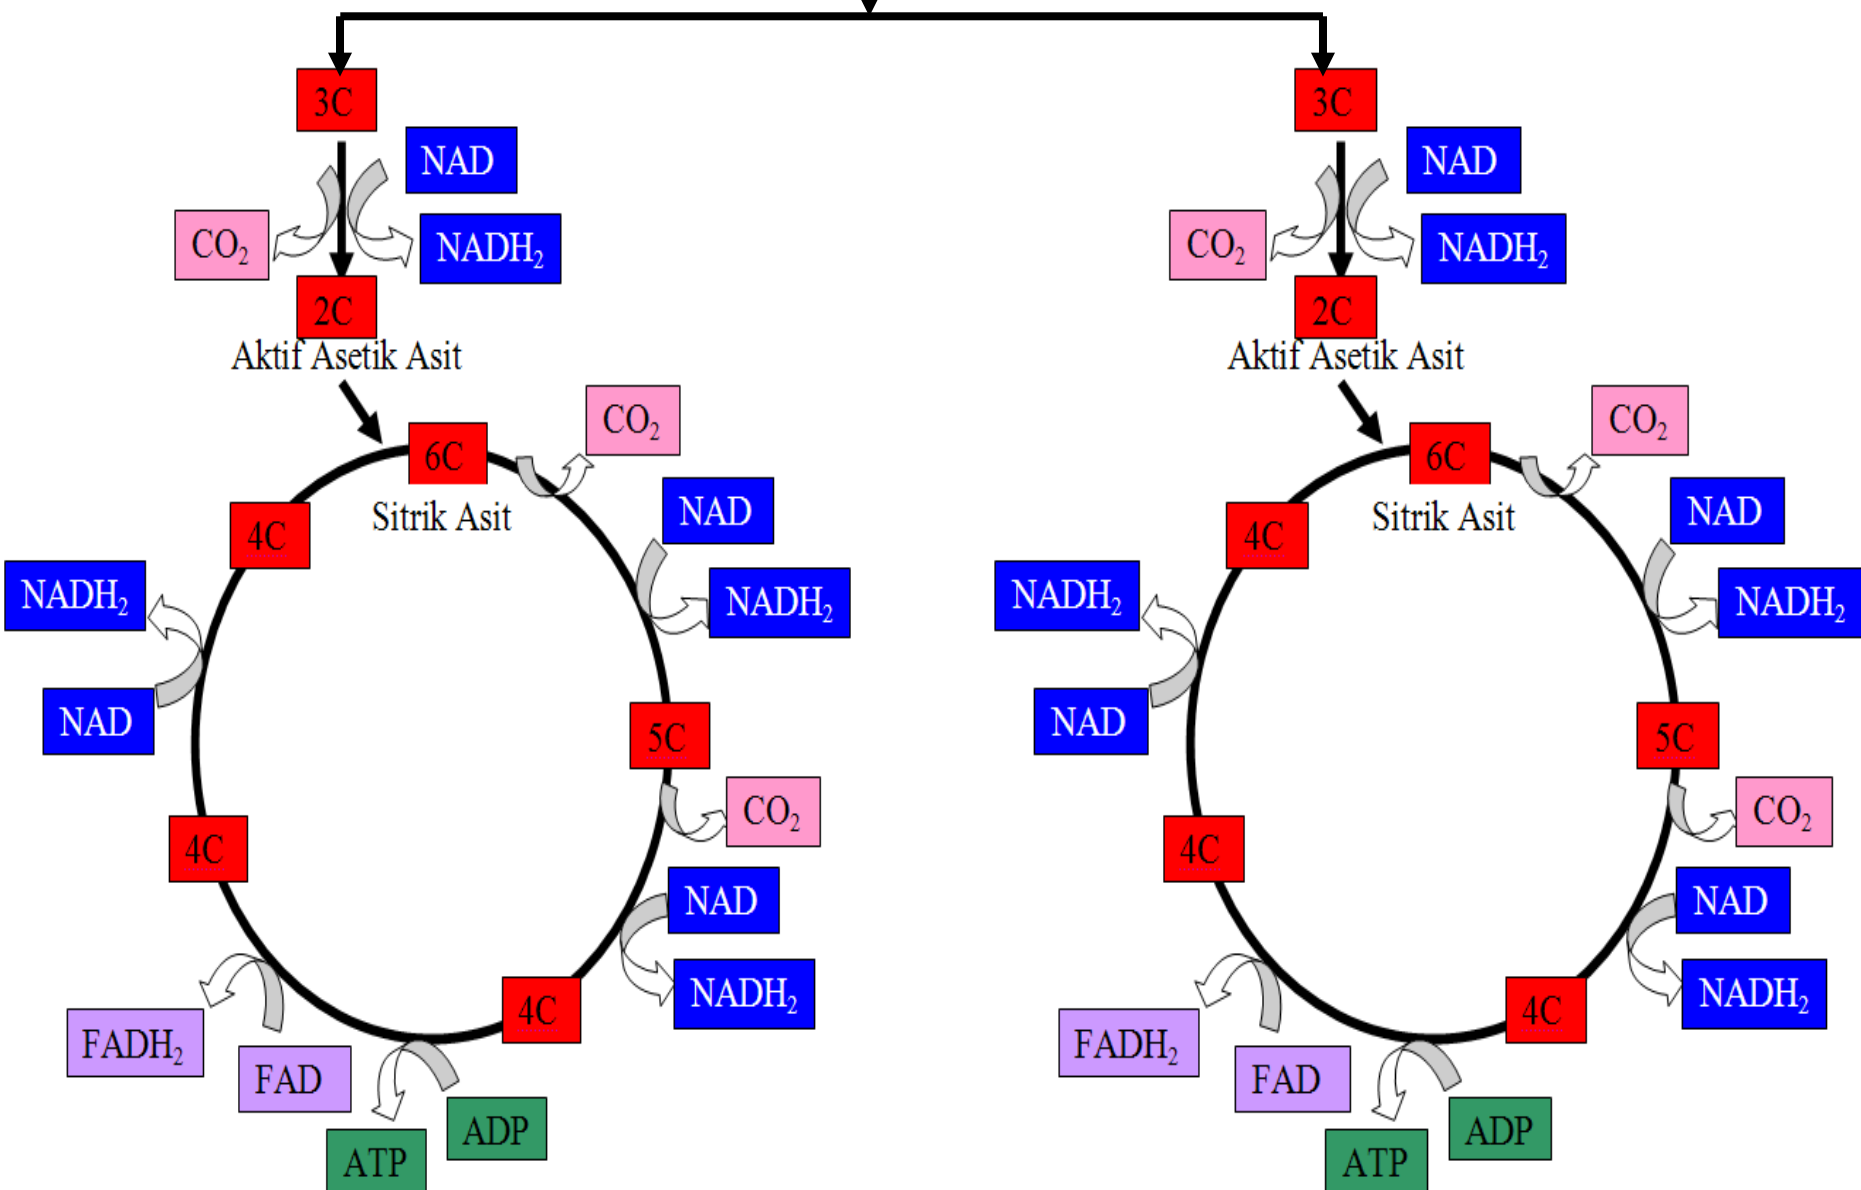 3C
NAD
CO₂
NADH₂
2C
Aktif Asetik Asit
CO₂
6C
Sitrik Asit
NAD
4C
NADH₂
NADH₂
NAD
5C
CO₂
4C
NAD
NADH₂
4C
FADH₂
FAD
ADP
ATP
3C
NAD
CO₂
NADH₂
2C
Aktif Asetik Asit
CO₂
6C
Sitrik Asit
NAD
4C
NADH₂
NADH₂
NAD
5C
CO₂
4C
NAD
NADH₂
4C
FADH₂
FAD
ADP
ATP